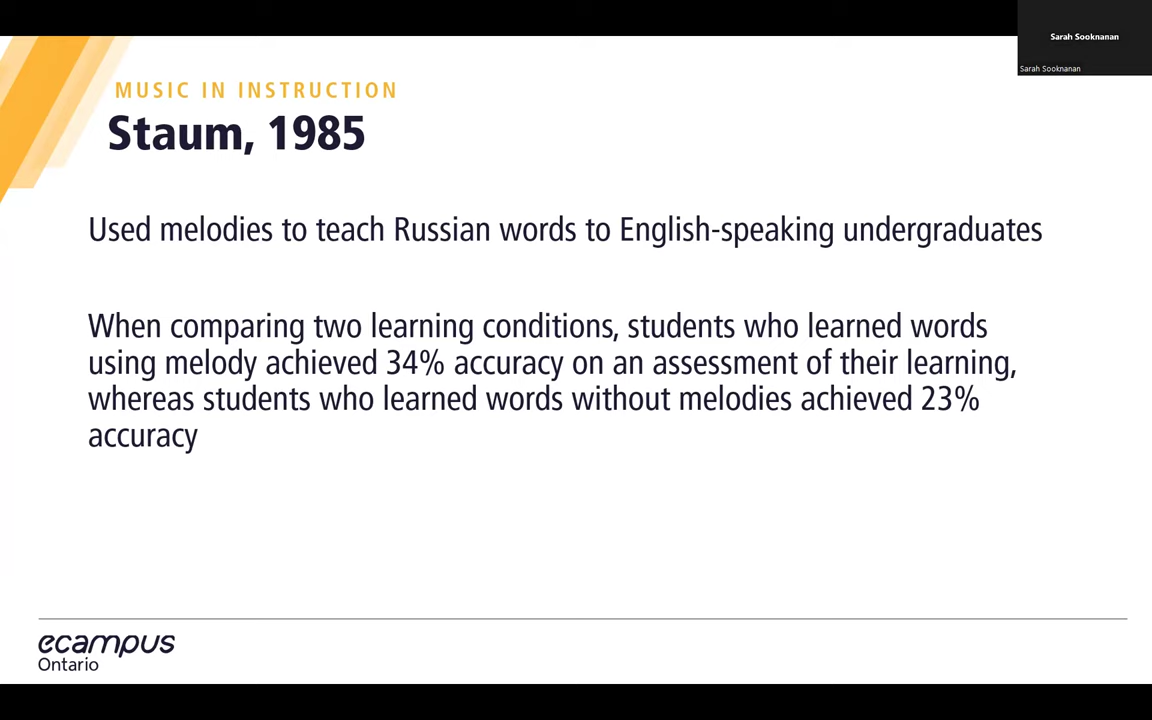 Sarah Sooknanan
Sarah Sooknanan
MUSIC IN INSTRUCTION
Staum, 1985
Used melodies to teach Russian words to English-speaking undergraduates
When comparing two learning conditions, students who learned words
using melody achieved 34% accuracy on an assessment of their learning,
whereas students who learned words without melodies achieved 23%
accuracy
ecampus
Ontario